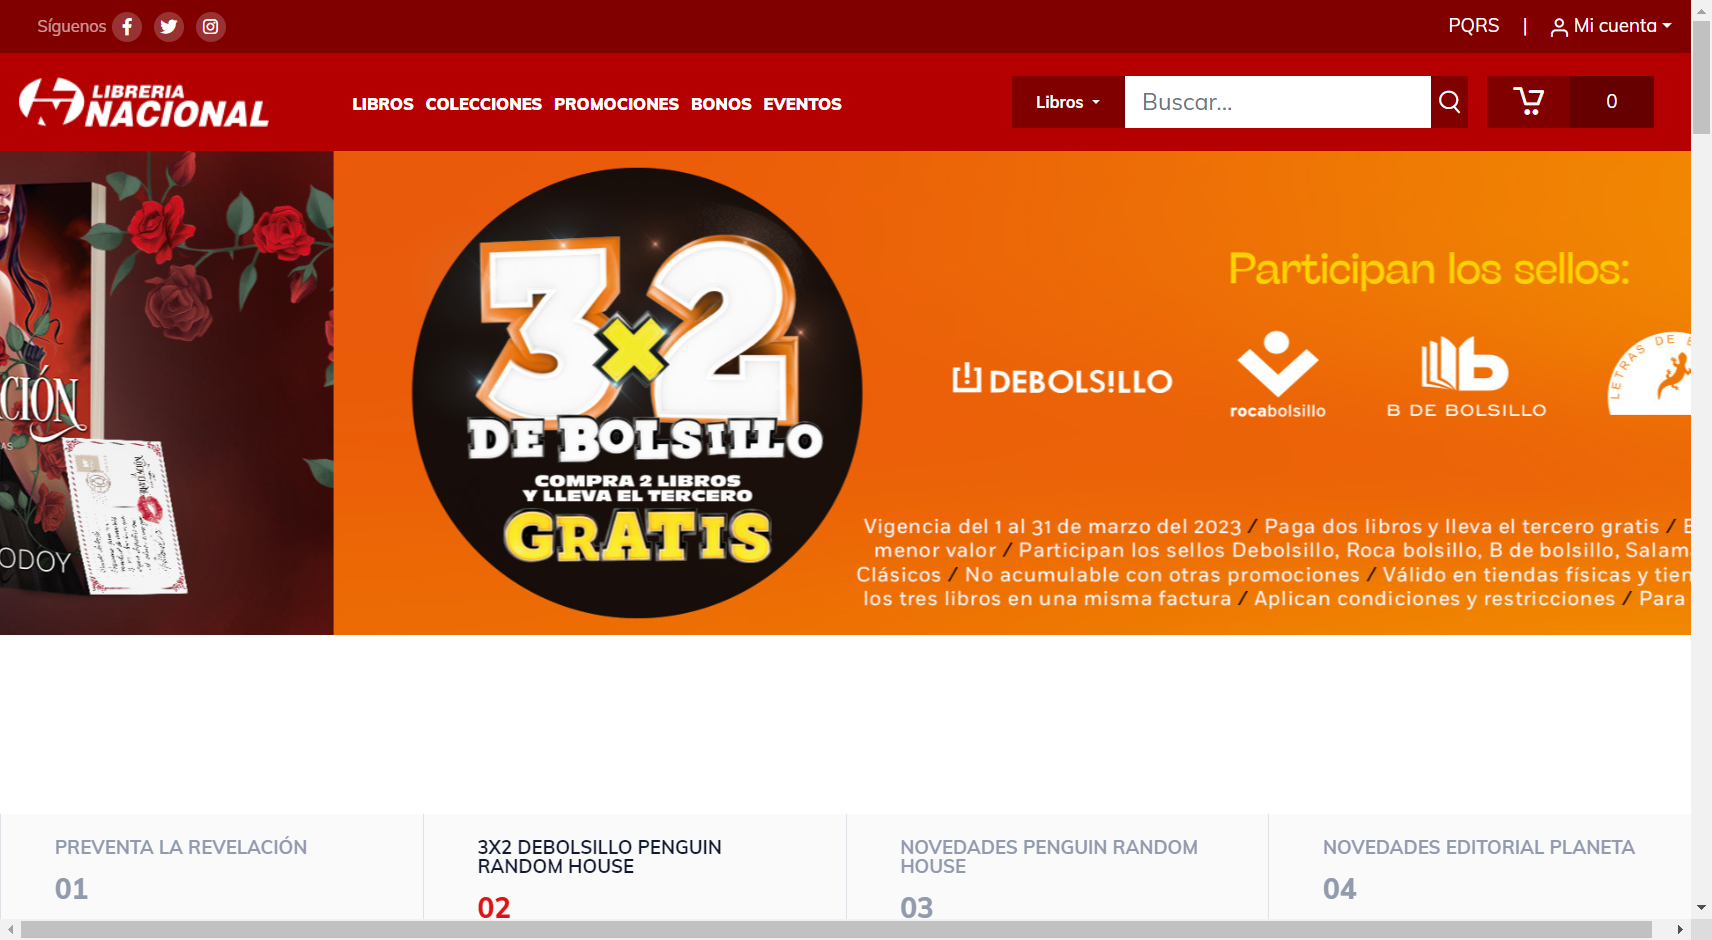 Síguenos
PQRS | Mi cuenta
LIBRERIA
NACIONAL
LIBROS COLECCIONES PROMOCIONES BONOS EVENTOS
Libros
Buscar...
0
CIÓN
ODOY
3x2
DE BOLSILLO
COMPRA 2 LIBROS
Y LLEVA EL TERCERO
GRATIS
Participan los sellos:
DEBOLS!LLO
rocabolsillo
B DE BOLSILLO
LETRAS DE
Vigencia del 1 al 31 de marzo del 2023 / Paga dos libros y lleva el tercero gratis / E
menor valor / Participan los sellos Debolsillo, Roca bolsillo, B de bolsillo, Salam
Clásicos / No acumulable con otras promociones / Válido en tiendas físicas y tien
los tres libros en una misma factura / Aplican condiciones y restricciones / Para
PREVENTA LA REVELACIÓN
01
3X2 DEBOLSILLO PENGUIN
RANDOM HOUSE
02
NOVEDADES PENGUIN RANDOM
HOUSE
03
NOVEDADES EDITORIAL PLANETA
04